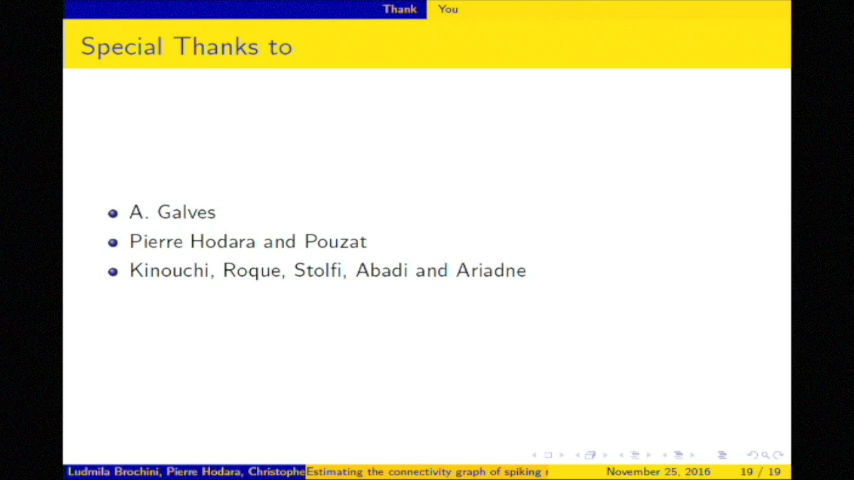 Thank You
Special Thanks to
A. Galves
Pierre Hodara and Pouzat
Kinouchi, Roque, Stolfi, Abadi and Ariadne
Ludmila Brochini, Pierre Hodara, Christophe Estimating the connectivity graph of spiking November 25, 2016 19 / 19